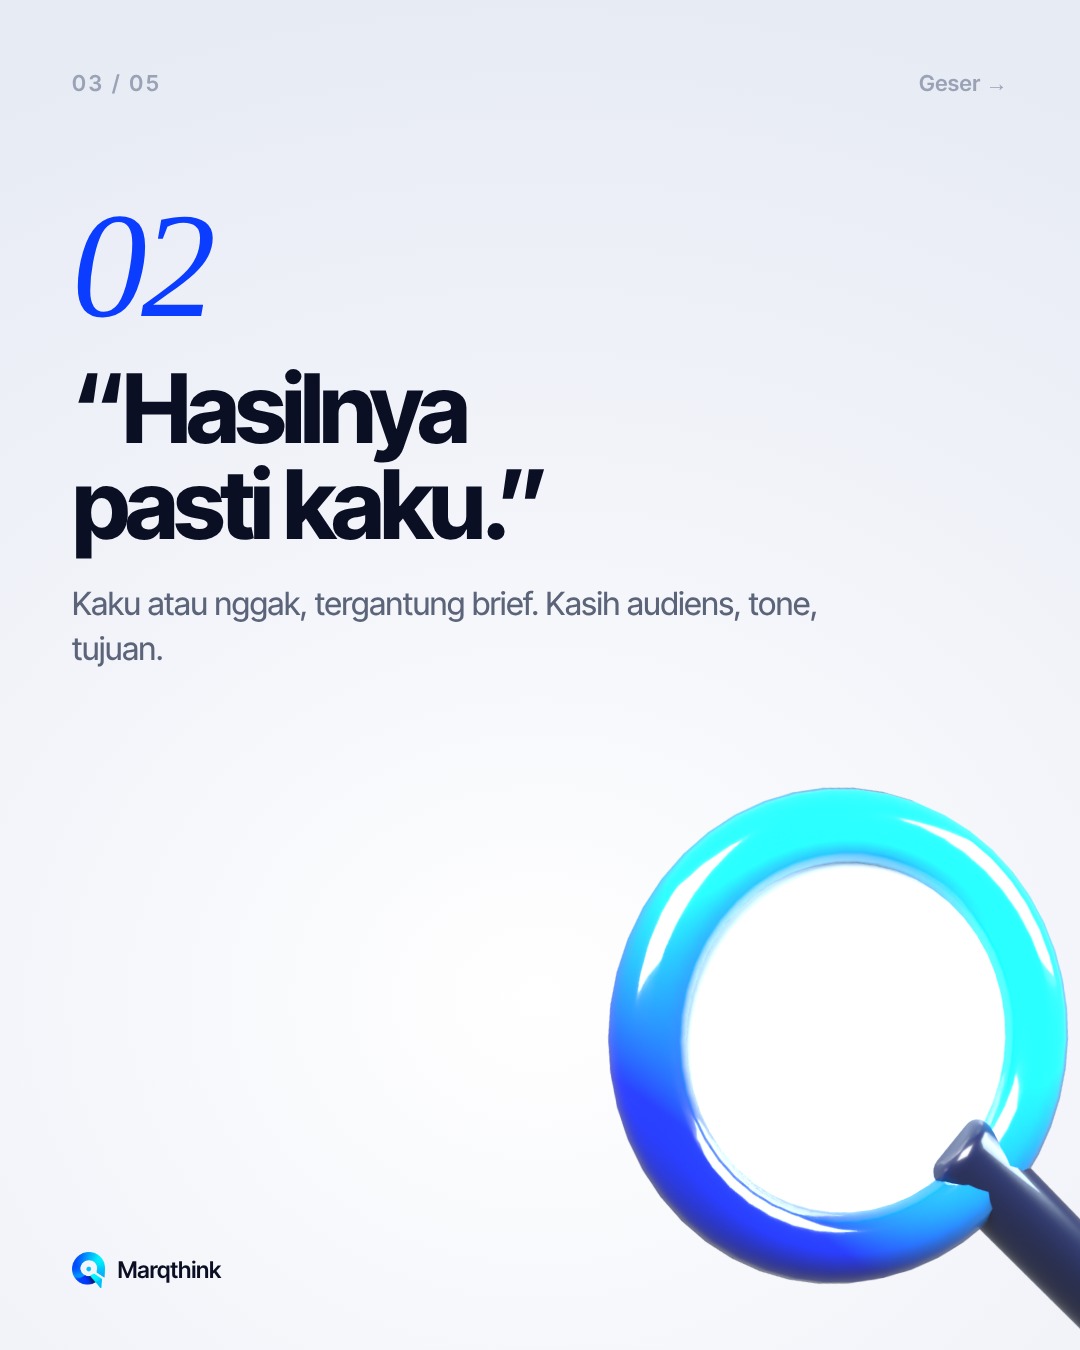 03 / 05
Geser →
02
“Hasilnya
pasti kaku.”
Kaku atau nggak, tergantung brief. Kasih audiens, tone,
tujuan.
Marqthink